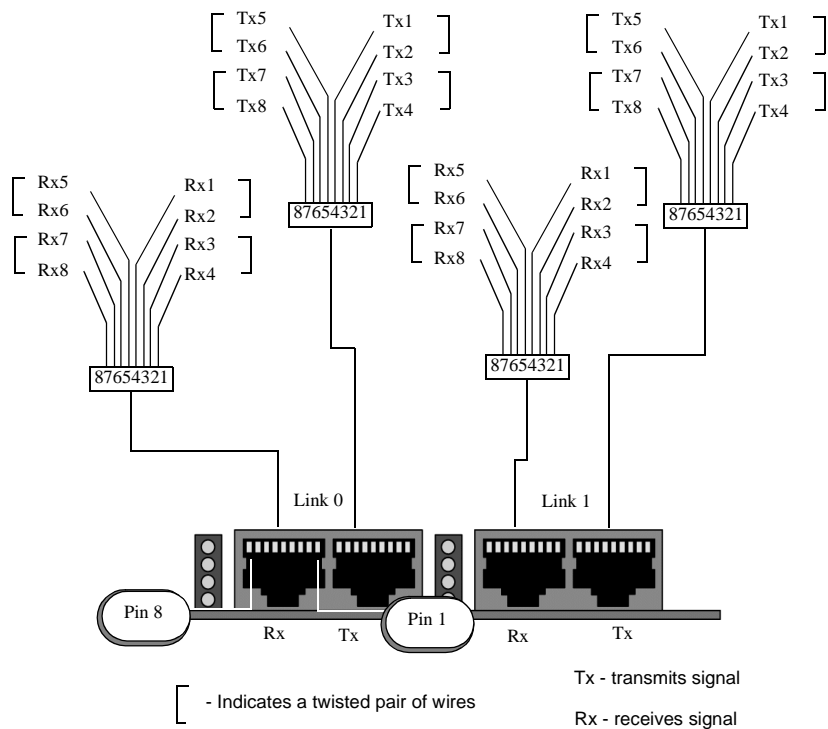 Tx5
Tx6
Tx7
Tx8
Tx1
Tx2
Tx3
Tx4
87654321
Tx5
Tx6
Tx7
Tx8
Tx1
Tx2
Tx3
Tx4
87654321
Rx5
Rx6
Rx7
Rx8
Rx1
Rx2
Rx3
Rx4
87654321
Rx5
Rx6
Rx7
Rx8
Rx1
Rx2
Rx3
Rx4
87654321
Link 0
Link 1
Pin 8
Pin 1
Rx
Tx
Rx
Tx
- Indicates a twisted pair of wires
Tx - transmits signal
Rx - receives signal